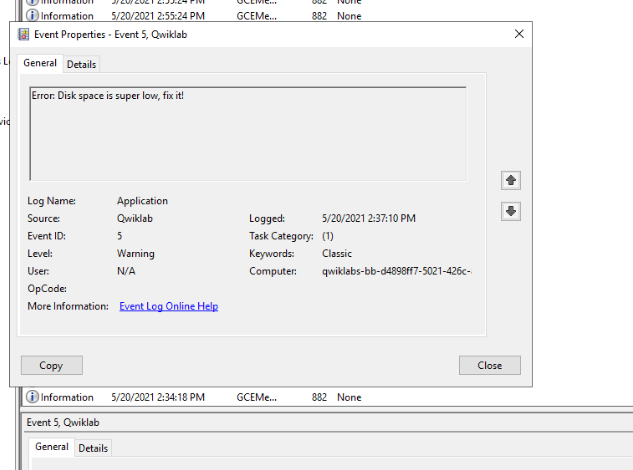 Information 5/20/2021 2:55:24 PM GCEMe... 882 None
Information 5/20/2021 2:55:24 PM GCEMe... 882 None
Event Properties - Event 5, Qwiklab
General Details
Error: Disk space is super low, fix it!
Log Name: Application
Source: Qwiklab Logged: 5/20/2021 2:37:10 PM
Event ID: 5 Task Category: (1)
Level: Warning Keywords: Classic
User: N/A Computer: qwiklabs-bb-d4898ff7-5021-426c-
OpCode:
More Information: Event Log Online Help
Copy Close
Information 5/20/2021 2:34:18 PM GCEMe... 882 None
Event 5, Qwiklab
General Details